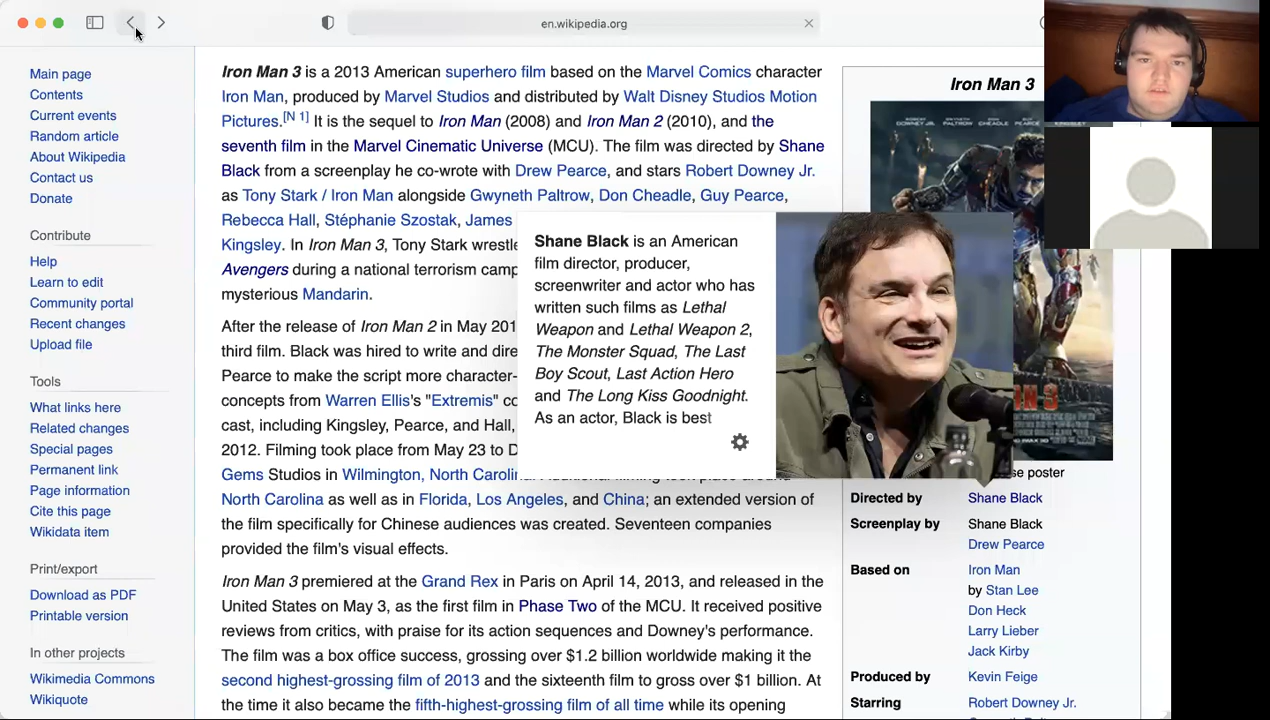 en.wikipedia.org
Main page
Contents
Current events
Random article
About Wikipedia
Contact us
Donate
Contribute
Help
Learn to edit
Community portal
Recent changes
Upload file
Tools
What links here
Related changes
Special pages
Permanent link
Page information
Cite this page
Wikidata item
Print/export
Download as PDF
Printable version
In other projects
Wikimedia Commons
Wikiquote
Iron Man 3 is a 2013 American superhero film based on the Marvel Comics character
Iron Man, produced by Marvel Studios and distributed by Walt Disney Studios Motion
Pictures.[N 1] It is the sequel to Iron Man (2008) and Iron Man 2 (2010), and the
seventh film in the Marvel Cinematic Universe (MCU). The film was directed by Shane
Black from a screenplay he co-wrote with Drew Pearce, and stars Robert Downey Jr.
as Tony Stark / Iron Man alongside Gwyneth Paltrow, Don Cheadle, Guy Pearce,
Rebecca Hall, Stéphanie Szostak, James
Kingsley. In Iron Man 3, Tony Stark wrestle
Avengers during a national terrorism camp
mysterious Mandarin.
After the release of Iron Man 2 in May 201
third film. Black was hired to write and dire
Pearce to make the script more character-
concepts from Warren Ellis's "Extremis" co
cast, including Kingsley, Pearce, and Hall,
2012. Filming took place from May 23 to D
Gems Studios in Wilmington, North Carolin
North Carolina as well as in Florida, Los Angeles, and China; an extended version of
the film specifically for Chinese audiences was created. Seventeen companies
provided the film's visual effects.
Iron Man 3 premiered at the Grand Rex in Paris on April 14, 2013, and released in the
United States on May 3, as the first film in Phase Two of the MCU. It received positive
reviews from critics, with praise for its action sequences and Downey's performance.
The film was a box office success, grossing over $1.2 billion worldwide making it the
second highest-grossing film of 2013 and the sixteenth film to gross over $1 billion. At
the time it also became the fifth-highest-grossing film of all time while its opening
Shane Black is an American
film director, producer,
screenwriter and actor who has
written such films as Lethal
Weapon and Lethal Weapon 2,
The Monster Squad, The Last
Boy Scout, Last Action Hero
and The Long Kiss Goodnight.
As an actor, Black is best
Iron Man 3
se poster
Directed by Shane Black
Screenplay by Shane Black
Drew Pearce
Based on Iron Man
by Stan Lee
Don Heck
Larry Lieber
Jack Kirby
Produced by Kevin Feige
Starring Robert Downey Jr.